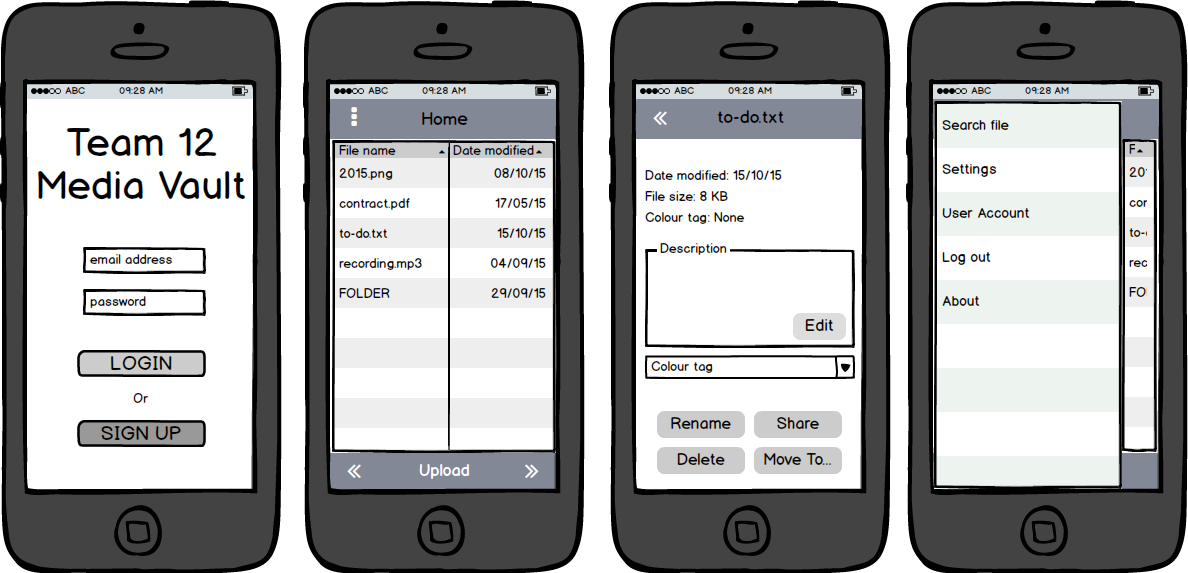 ABC 09:28 AM
Team 12
Media Vault
email address
password
LOGIN
Or
SIGN UP
ABC 09:28 AM
Home
File name Date modified
2015.png 08/10/15
contract.pdf 17/05/15
to-do.txt 15/10/15
recording.mp3 04/09/15
FOLDER 29/09/15
Upload
ABC 09:28 AM
to-do.txt
Date modified: 15/10/15
File size: 8 KB
Colour tag: None
Description
Edit
Colour tag
Rename Share
Delete Move To...
ABC 09:28 AM
Search file
Settings
User Account
Log out
About
F
20
cor
to-
rec
FO